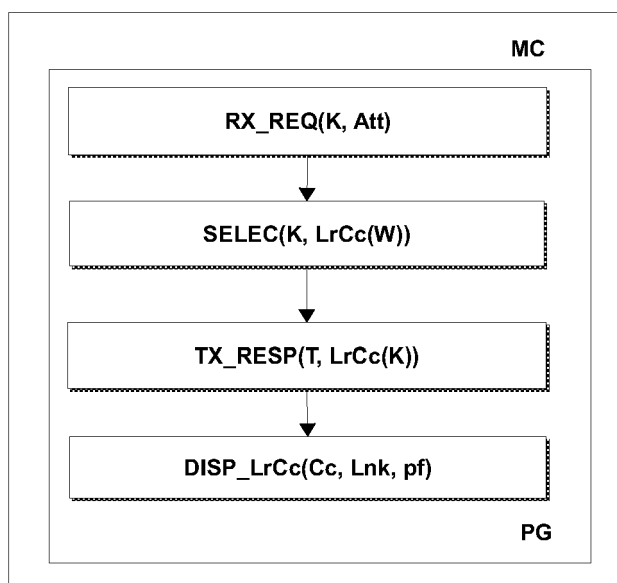 MC
RX_REQ(K, Att)
SELEC(K, LrCc(W))
TX_RESP(T, LrCc(K))
DISP_LrCc(Cc, Lnk, pf)
PG